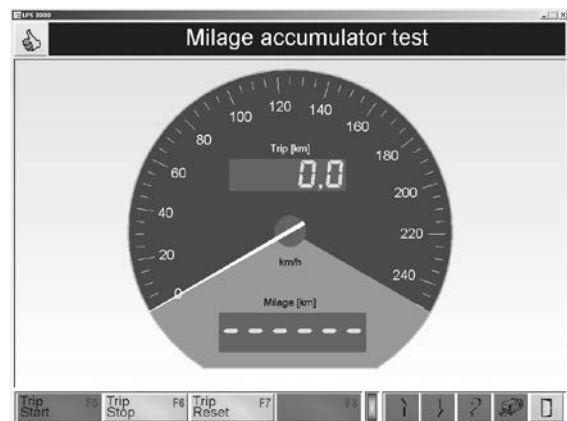 LPS 3000
Milage accumulator test
0 20 40 60 80 100 120 140 160 180 200 220 240
Trip [km]
0.0
km/h
Milage [km]
------
Trip Start F5
Trip Stop F6
Trip Reset F7
F8